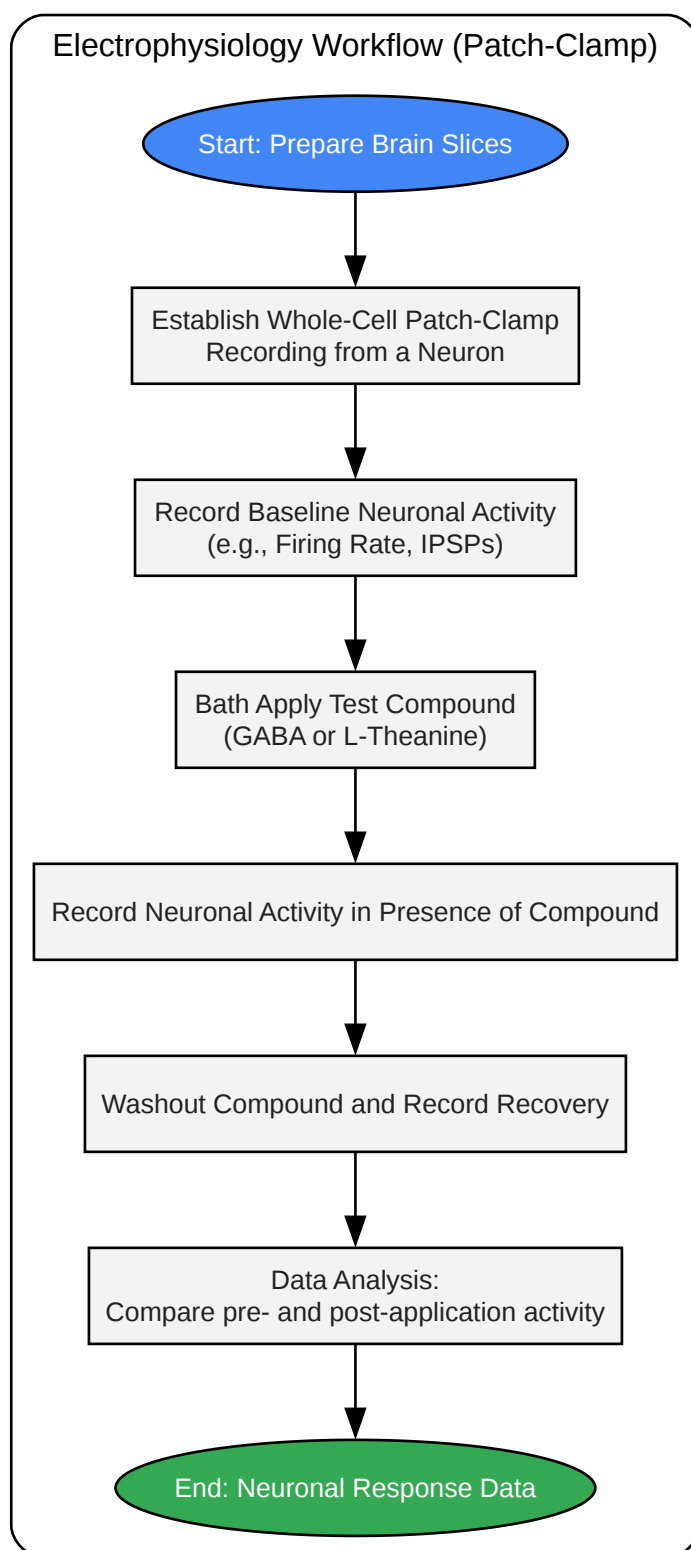 Electrophysiology Workflow (Patch-Clamp)
Start: Prepare Brain Slices
Establish Whole-Cell Patch-Clamp
Recording from a Neuron
Record Baseline Neuronal Activity
(e.g., Firing Rate, IPSPs)
Bath Apply Test Compound
(GABA or L-Theanine)
Record Neuronal Activity in Presence of Compound
Washout Compound and Record Recovery
Data Analysis:
Compare pre- and post-application activity
End: Neuronal Response Data